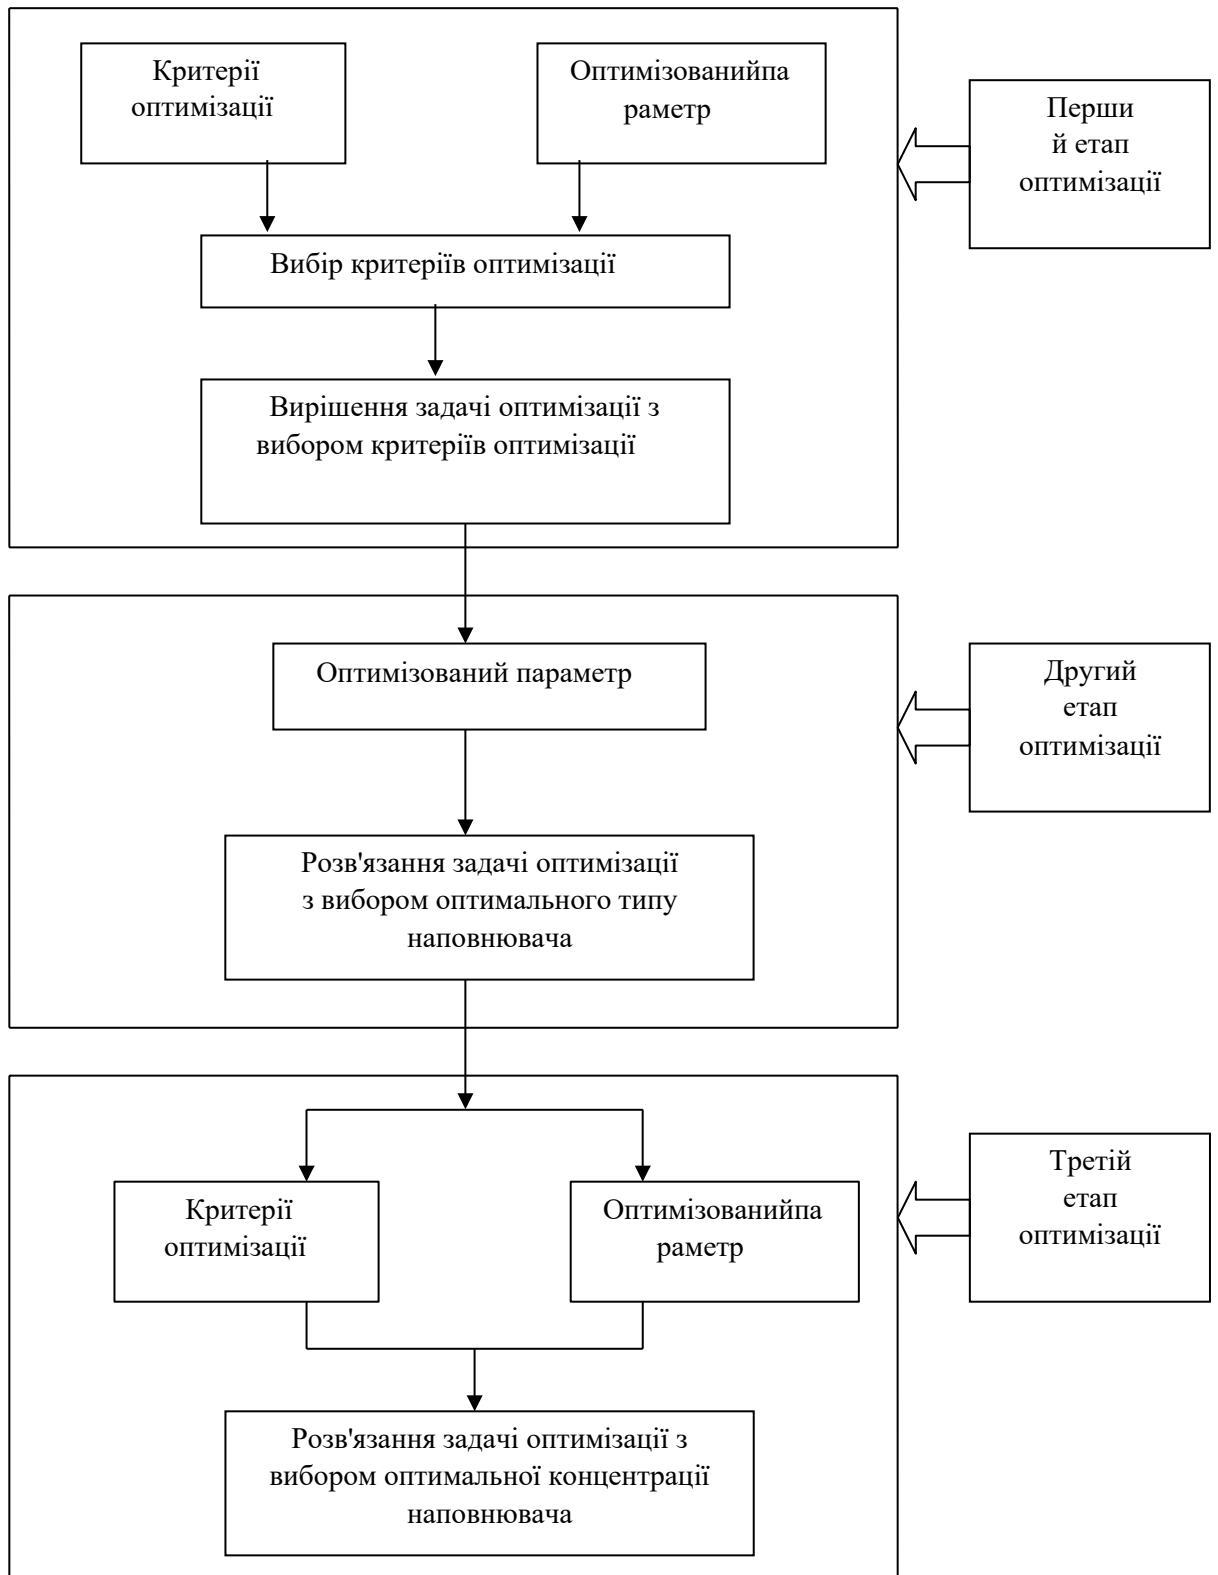 Критерії
оптимізації
Оптимізованийпа
раметр
Перши
й етап
оптимізації
Вибір критеріїв оптимізації
Вирішення задачі оптимізації з
вибором критеріїв оптимізації
Оптимізований параметр
Другий
етап
оптимізації
Розв'язання задачі оптимізації
з вибором оптимального типу
наповнювача
Критерії
оптимізації
Оптимізованийпа
раметр
Третій
етап
оптимізації
Розв'язання задачі оптимізації з
вибором оптимальної концентрації
наповнювача